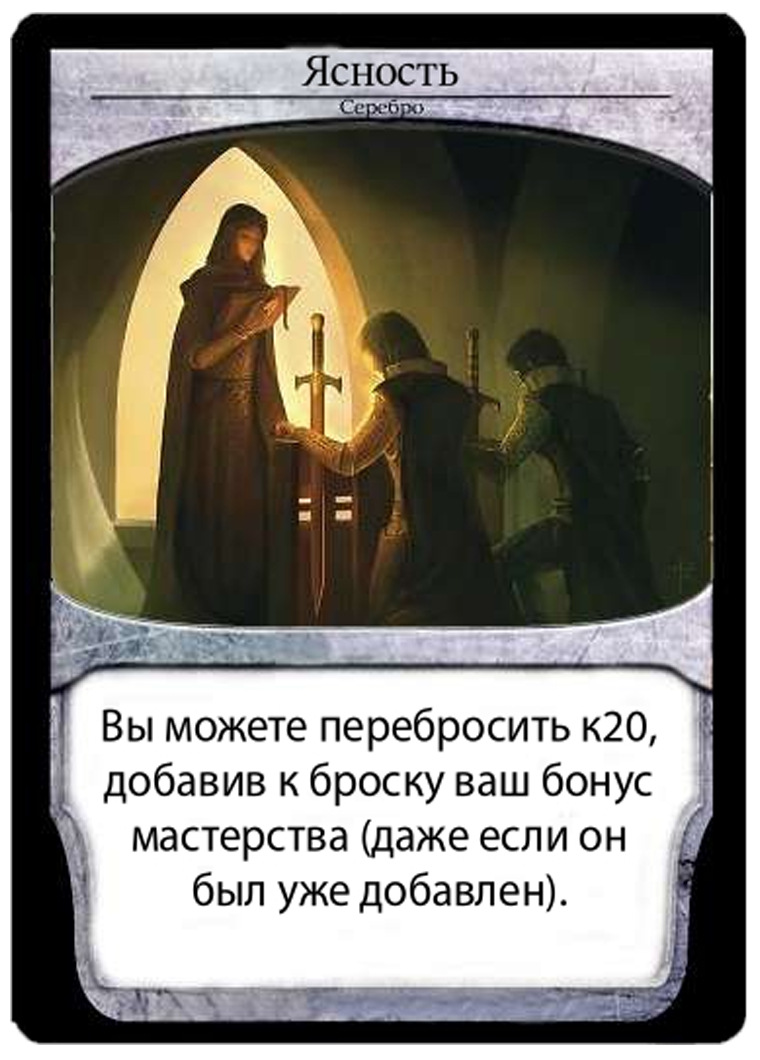 Ясность
Серебро
Вы можете перебросить к20,
добавив к броску ваш бонус
мастерства (даже если он
был уже добавлен).